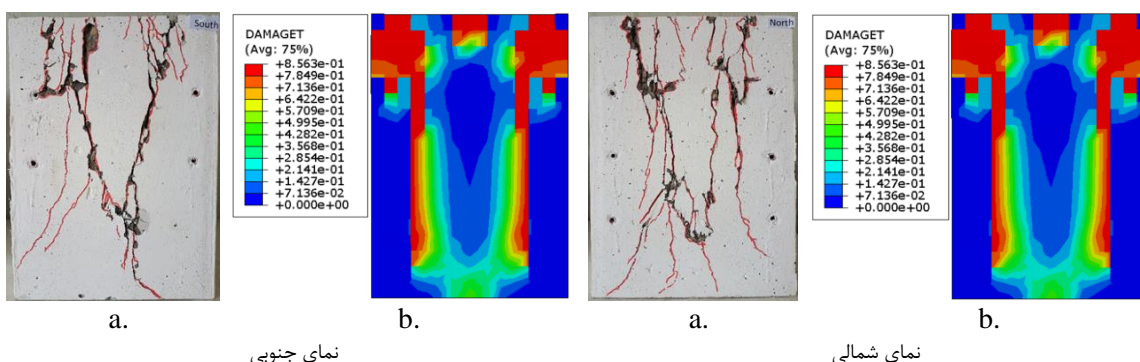 South
DAMAGET
(Avg: 75%)
+8.563e-01
+7.849e-01
+7.136e-01
+6.422e-01
+5.709e-01
+4.995e-01
+4.282e-01
+3.568e-01
+2.854e-01
+2.141e-01
+1.427e-01
+7.136e-02
+0.000e+00
a.
b.
نمای جنوبی
North
DAMAGET
(Avg: 75%)
+8.563e-01
+7.849e-01
+7.136e-01
+6.422e-01
+5.709e-01
+4.995e-01
+4.282e-01
+3.568e-01
+2.854e-01
+2.141e-01
+1.427e-01
+7.136e-02
+0.000e+00
a.
b.
نمای شمالی